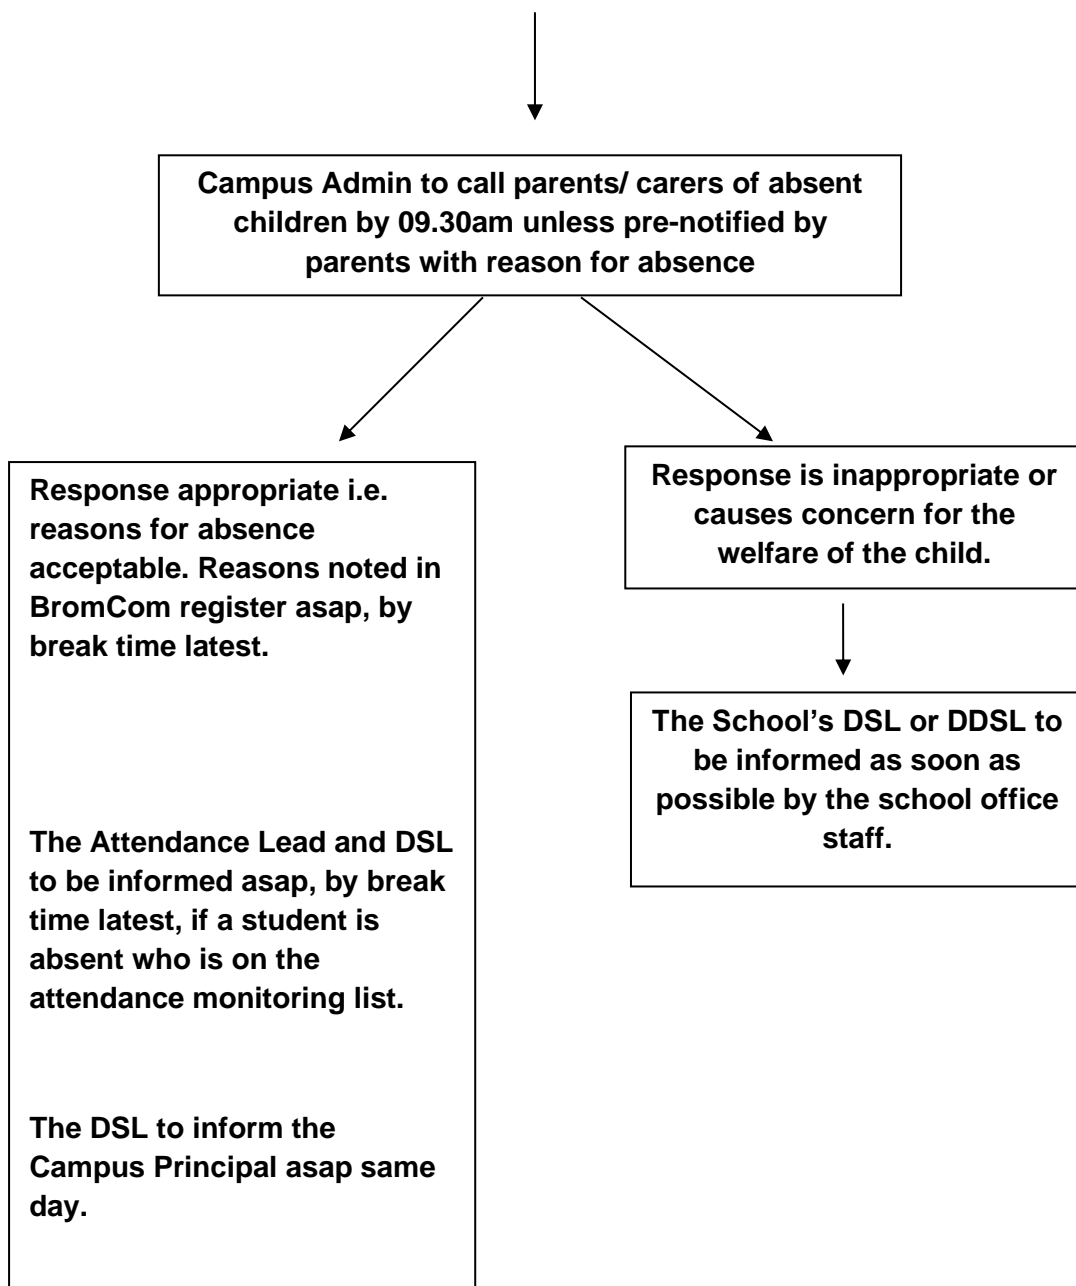 Campus Admin to call parents/ carers of absent
children by 09.30am unless pre-notified by
parents with reason for absence
Response appropriate i.e.
reasons for absence
acceptable. Reasons noted in
BromCom register asap, by
break time latest.
The Attendance Lead and DSL
to be informed asap, by break
time latest, if a student is
absent who is on the
attendance monitoring list.
The DSL to inform the
Campus Principal asap same
day.
Response is inappropriate or
causes concern for the
welfare of the child.
The School’s DSL or DDSL to
be informed as soon as
possible by the school office
staff.